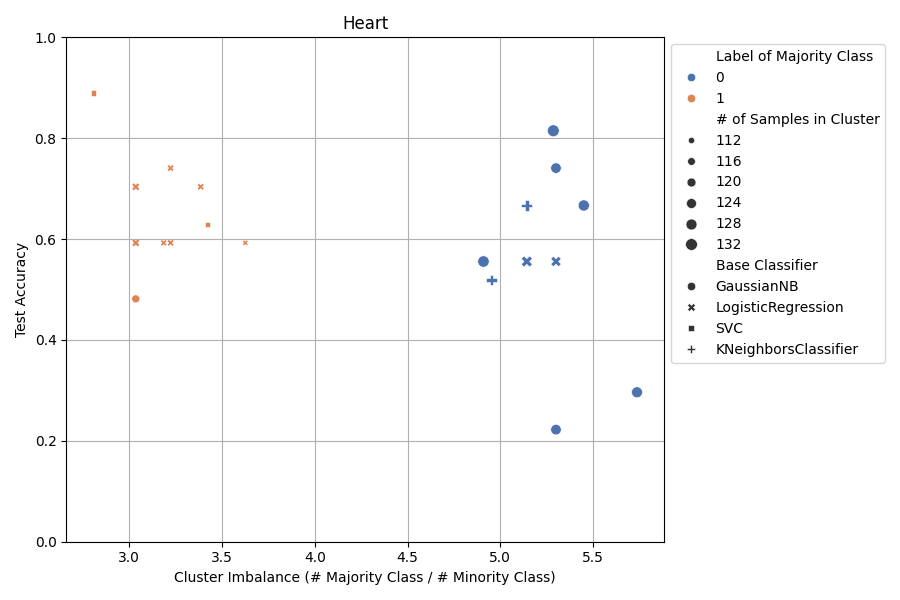 Heart
1.0
0.8
0.6
0.4
0.2
0.0
Test Accuracy
3.0
3.5
4.0
4.5
5.0
5.5
Cluster Imbalance (# Majority Class / # Minority Class)
Label of Majority Class
0
1
# of Samples in Cluster
112
116
120
124
128
132
Base Classifier
GaussianNB
LogisticRegression
SVC
KNeighborsClassifier